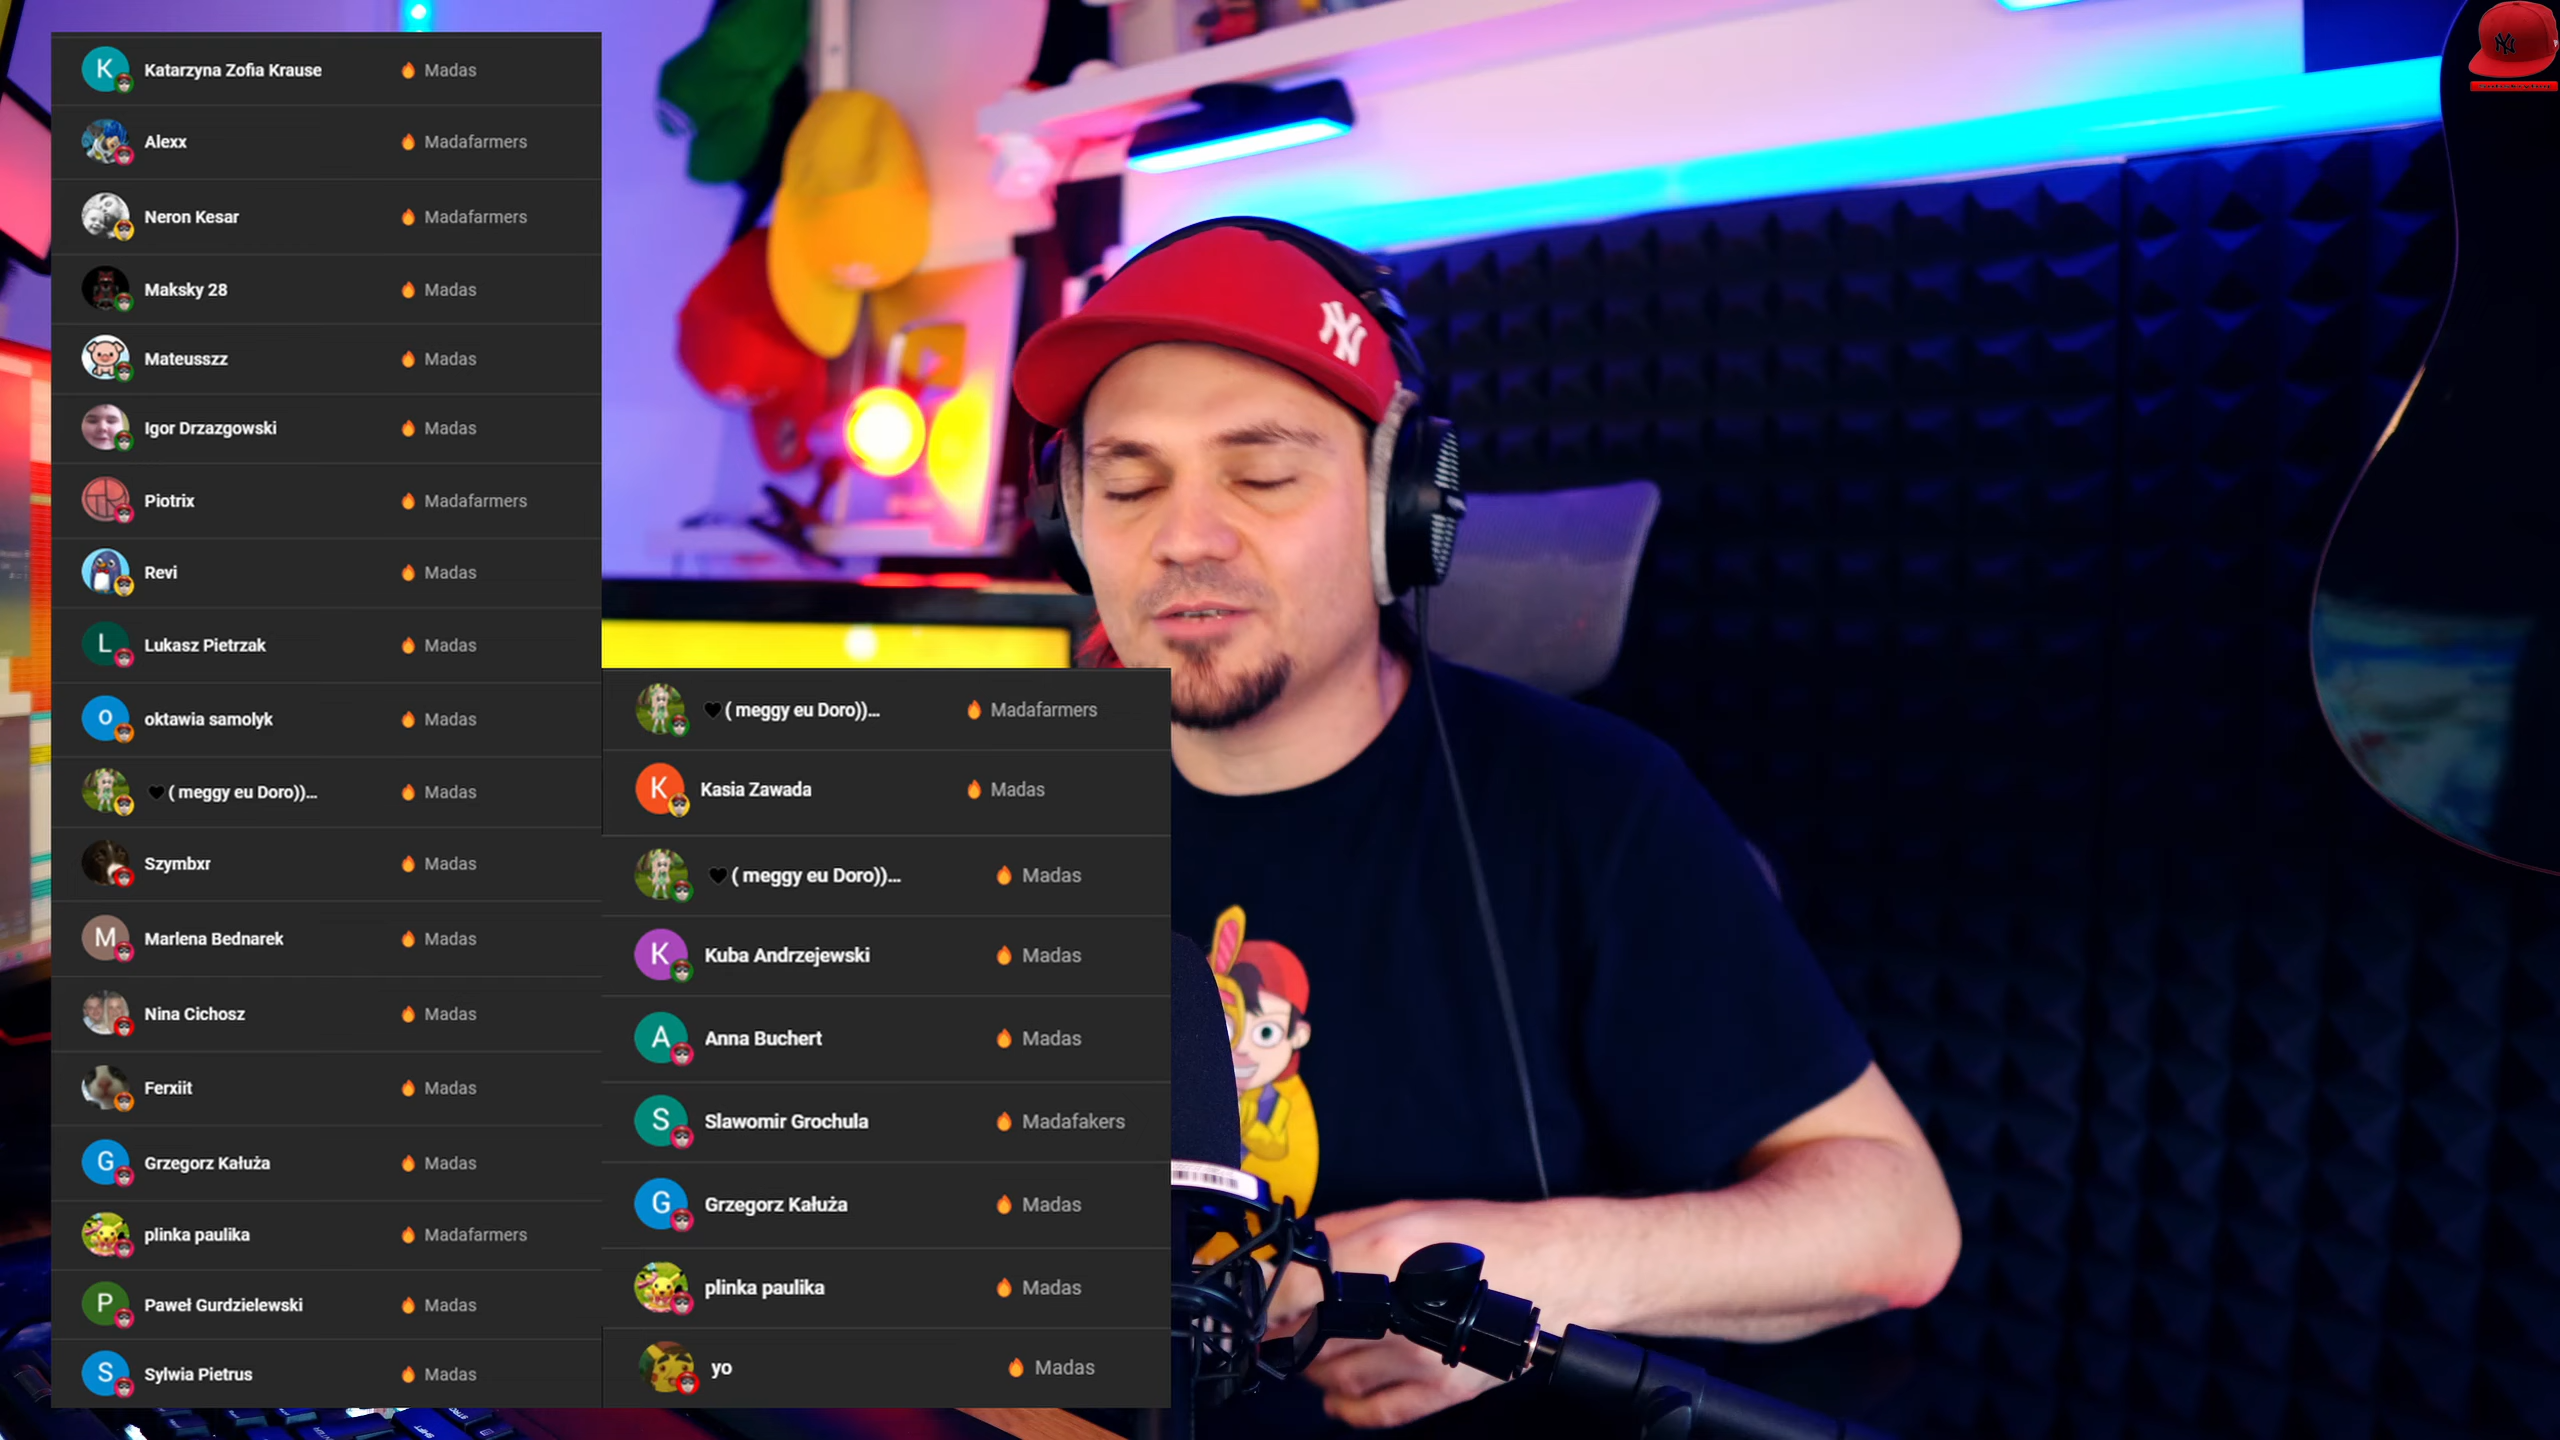 K Katarzyna Zofia Krause Madas
Alexx Madafarmers
Neron Kesar Madafarmers
Maksky 28 Madas
Mateusszz Madas
Igor Drzazgowski Madas
Piotrix Madafarmers
Revi Madas
L Lukasz Pietrzak Madas
o oktawia samolyk Madas
( meggy eu Doro))... Madas
Szymbxr Madas
M Marlena Bednarek Madas
Nina Cichosz Madas
Ferxiit Madas
G Grzegorz Kałuża Madas
plinka paulika Madafarmers
P Paweł Gurdzielewski Madas
S Sylwia Pietrus Madas
( meggy eu Doro))... Madafarmers
K Kasia Zawada Madas
( meggy eu Doro))... Madas
K Kuba Andrzejewski Madas
A Anna Buchert Madas
S Slawomir Grochula Madafakers
G Grzegorz Kałuża Madas
plinka paulika Madas
yo Madas
NY
NY